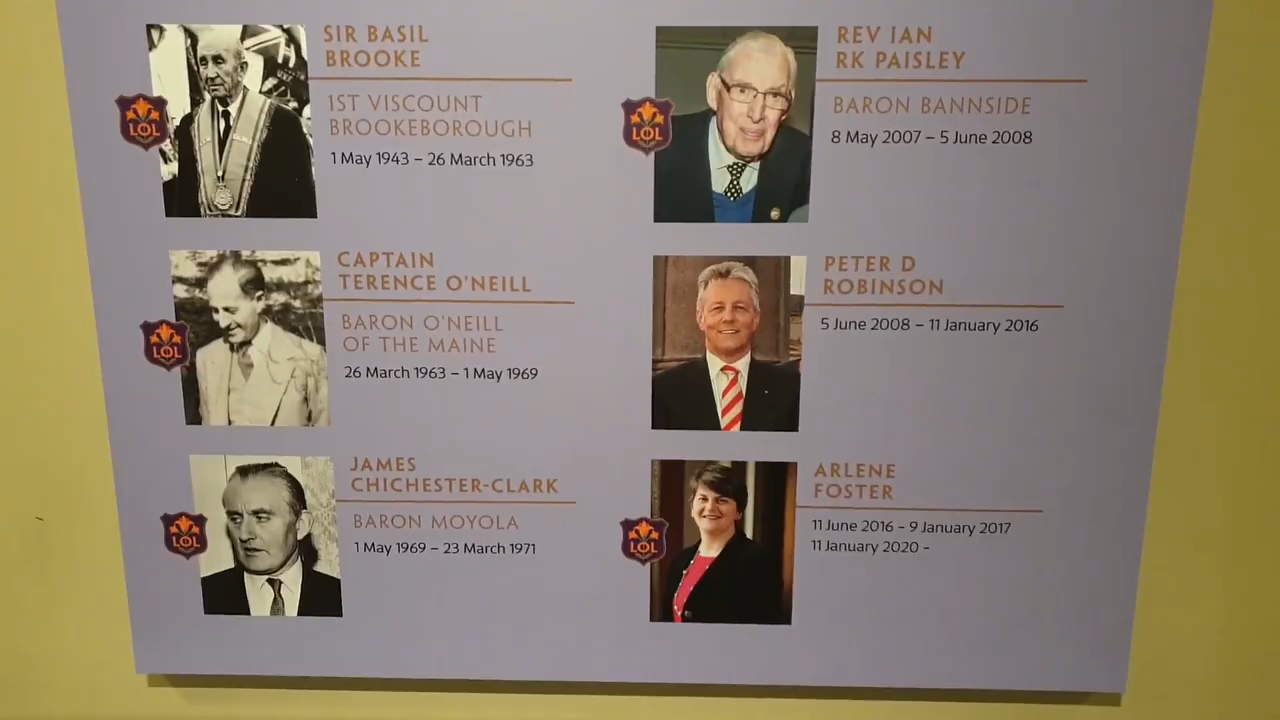 SIR BASIL
BROOKE
1ST VISCOUNT
BROOKEBOROUGH
1 May 1943 – 26 March 1963
LOL
CAPTAIN
TERENCE O'NEILL
BARON O'NEILL
OF THE MAINE
26 March 1963 – 1 May 1969
LOL
JAMES
CHICHESTER-CLARK
BARON MOYOLA
1 May 1969 – 23 March 1971
LOL
REV IAN
RK PAISLEY
BARON BANNSIDE
8 May 2007 – 5 June 2008
LOL
PETER D
ROBINSON
5 June 2008 – 11 January 2016
ARLENE
FOSTER
11 June 2016 - 9 January 2017
11 January 2020 -
LOL